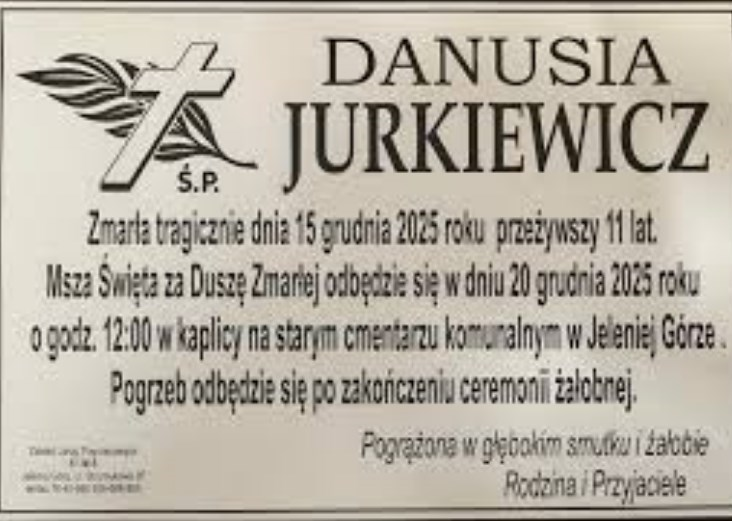 DANUSIA
JURKIEWICZ
Ś.P.
Zmarła tragicznie dnia 15 grudnia 2025 roku przeżywszy 11 lat.
Msza Święta za Duszę Zmarłej odbędzie się w dniu 20 grudnia 2025 roku
o godz. 12:00 w kaplicy na starym cmentarzu komunalnym w Jeleniej Górze .
Pogrzeb odbędzie się po zakończeniu ceremonii żałobnej.
Pogrążona w głębokim smutku i żałobie
Rodzina i Przyjaciele